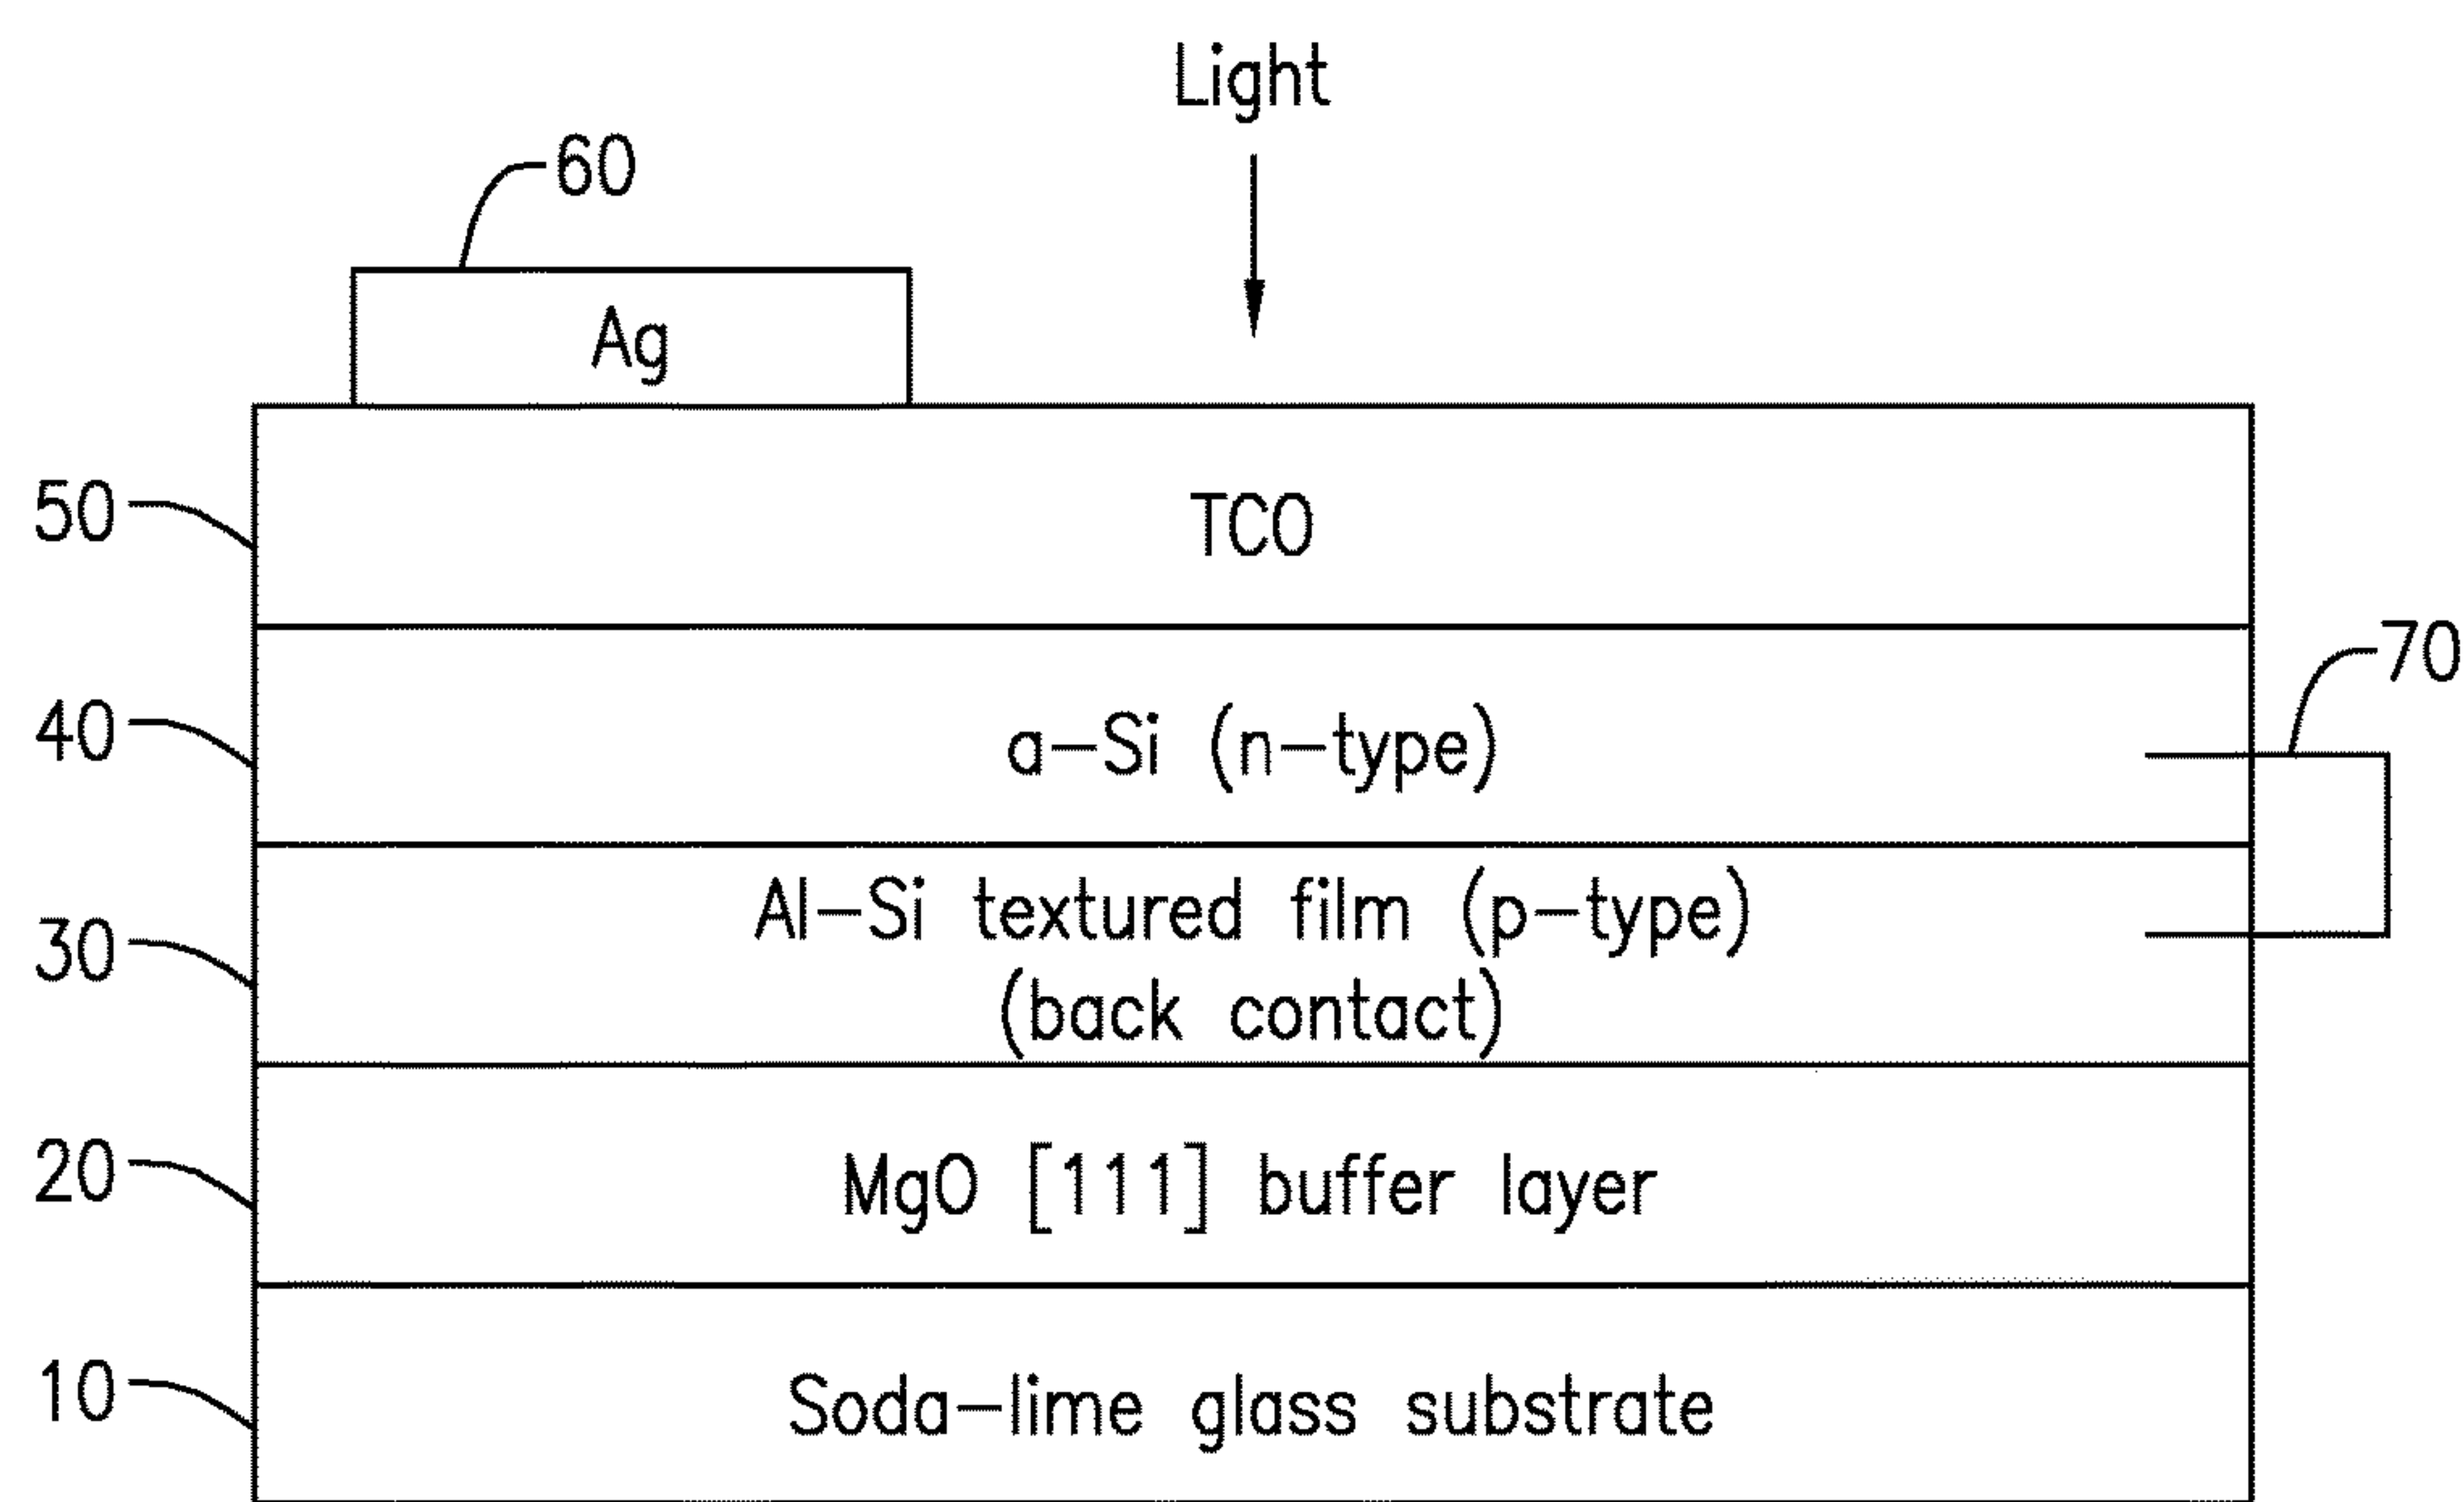 Light
60
Ag
50
TCO
70
40
a-Si (n-type)
Al-Si textured film (p-type)
30
(back contact)
20
MgO [111] buffer layer
10
Soda-lime glass substrate